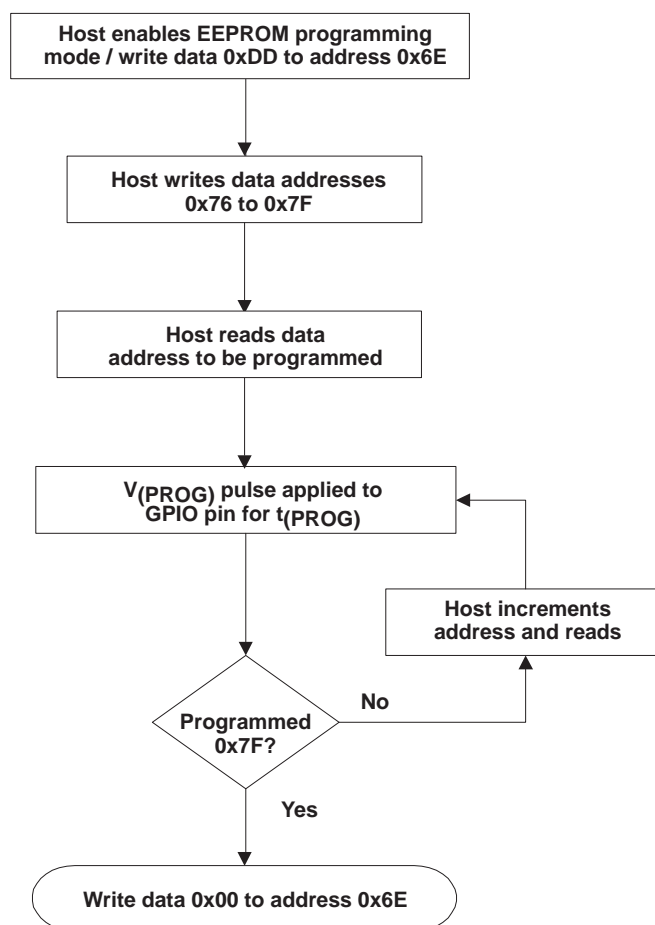 Host enables EEPROM programming
mode / write data 0xDD to address 0x6E
Host writes data addresses
0x76 to 0x7F
Host reads data
address to be programmed
V(PROG) pulse applied to
GPIO pin for t(PROG)
Host increments
address and reads
No
Programmed
0x7F?
Yes
Write data 0x00 to address 0x6E